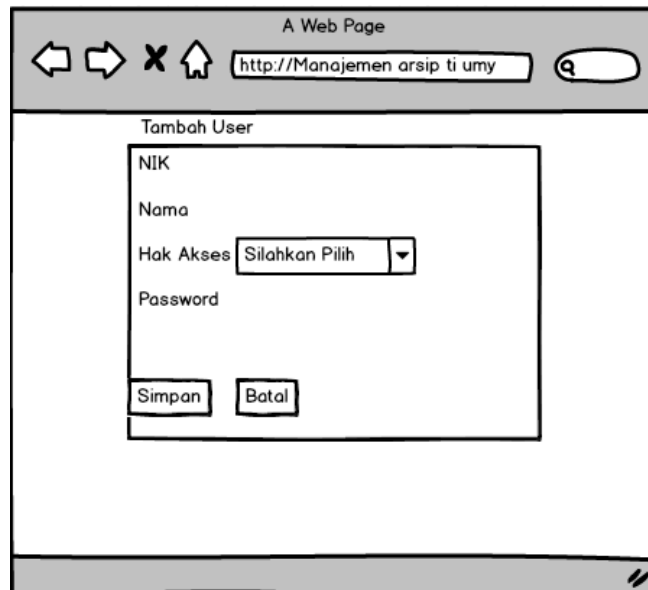 A Web Page
http://Manajemen arsip ti umy
Tambah User
NIK
Nama
Hak Akses Silahkan Pilih
Password
Simpan Batal